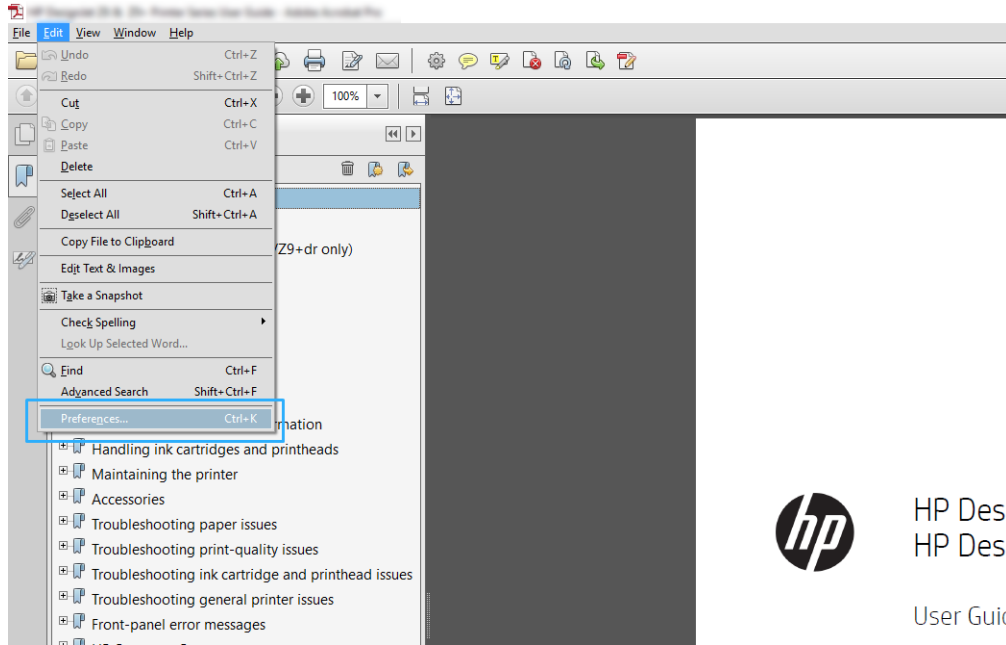 File Edit View Window Help
Undo Ctrl+Z
Redo Shift+Ctrl+Z
Cut Ctrl+X
Copy Ctrl+C
Paste Ctrl+V
Delete
Select All Ctrl+A
Deselect All Shift+Ctrl+A
Copy File to Clipboard
Edit Text & Images
Take a Snapshot
Check Spelling
Look Up Selected Word...
Find Ctrl+F
Advanced Search Shift+Ctrl+F
Preferences... Ctrl+K
100%
/Z9+dr only)
rmation
Handling ink cartridges and printheads
Maintaining the printer
Accessories
Troubleshooting paper issues
Troubleshooting print-quality issues
Troubleshooting ink cartridge and printhead issues
Troubleshooting general printer issues
Front-panel error messages
hp
HP Des
HP Des
User Gui